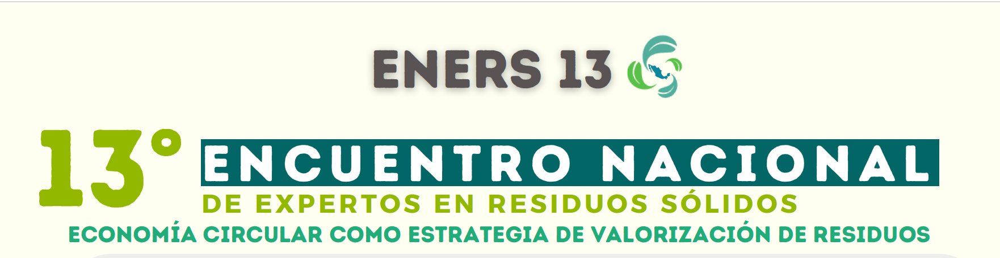 ENERS 13
13° ENCUENTRO NACIONAL
DE EXPERTOS EN RESIDUOS SÓLIDOS
ECONOMÍA CIRCULAR COMO ESTRATEGIA DE VALORIZACIÓN DE RESIDUOS